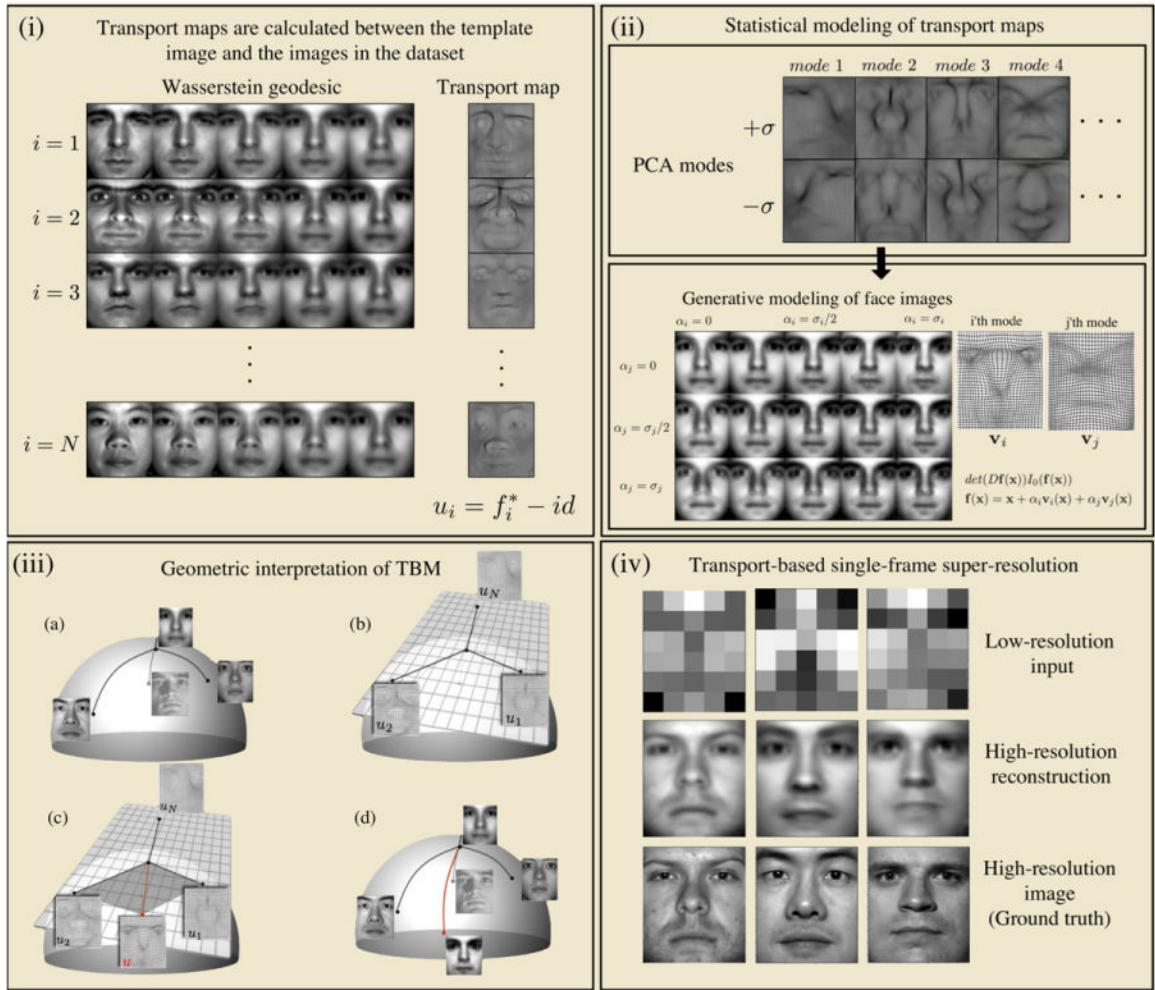 (i)
Transport maps are calculated between the template
image and the images in the dataset
Wasserstein geodesic
Transport map
i = 1
i = 2
i = 3
i = N
u_i = f_i^* − id
(ii)
Statistical modeling of transport maps
mode 1 mode 2 mode 3 mode 4
+σ
PCA modes
−σ
. . .
. . .
Generative modeling of face images
α_i = 0 α_i = σ_i/2 α_i = σ_i
i'th mode
j'th mode
α_j = 0
α_j = σ_j/2
α_j = σ_j
v_i
v_j
det(Df(x))I_0(f(x))
f(x) = x + α_i v_i(x) + α_j v_j(x)
(iii)
Geometric interpretation of TBM
(a)
(b)
u_N
u_2
u_1
(c)
u_N
u_2
u_1
u
(d)
(iv)
Transport-based single-frame super-resolution
Low-resolution
input
High-resolution
reconstruction
High-resolution
image
(Ground truth)